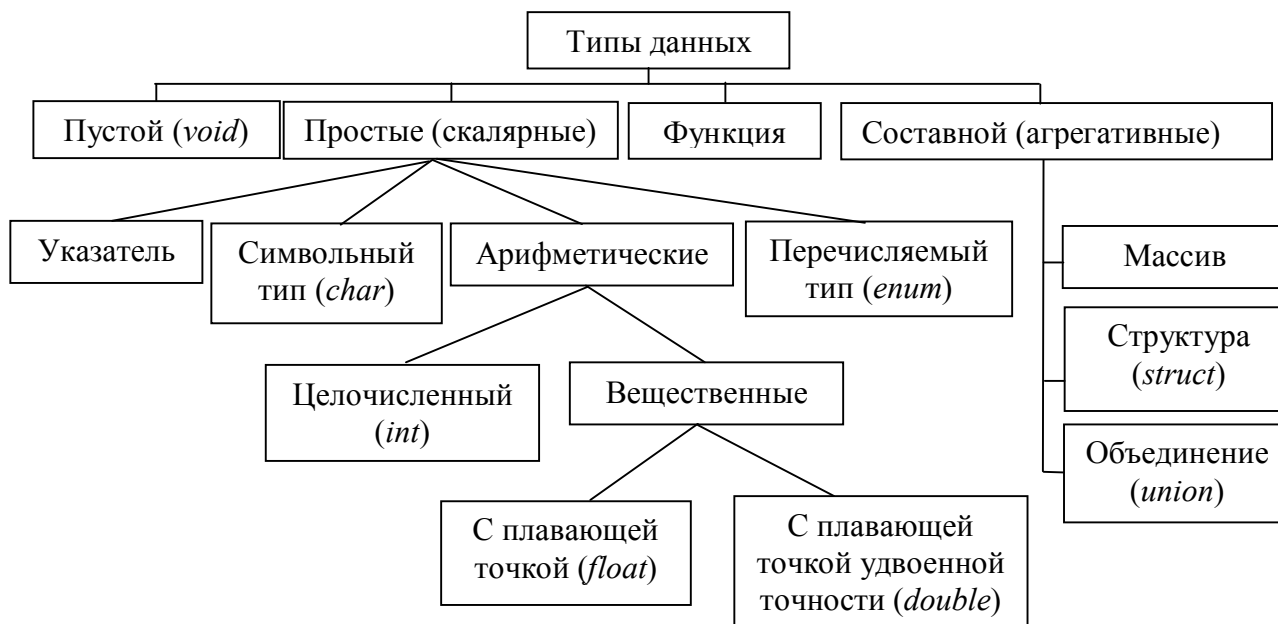 Типы данных
Пустой (void)
Простые (скалярные)
Функция
Составной (агрегативные)
Указатель
Символьный
тип (char)
Арифметические
Перечисляемый
тип (enum)
Массив
Структура
(struct)
Целочисленный
(int)
Вещественные
Объединение
(union)
С плавающей
точкой (float)
С плавающей
точкой удвоенной
точности (double)